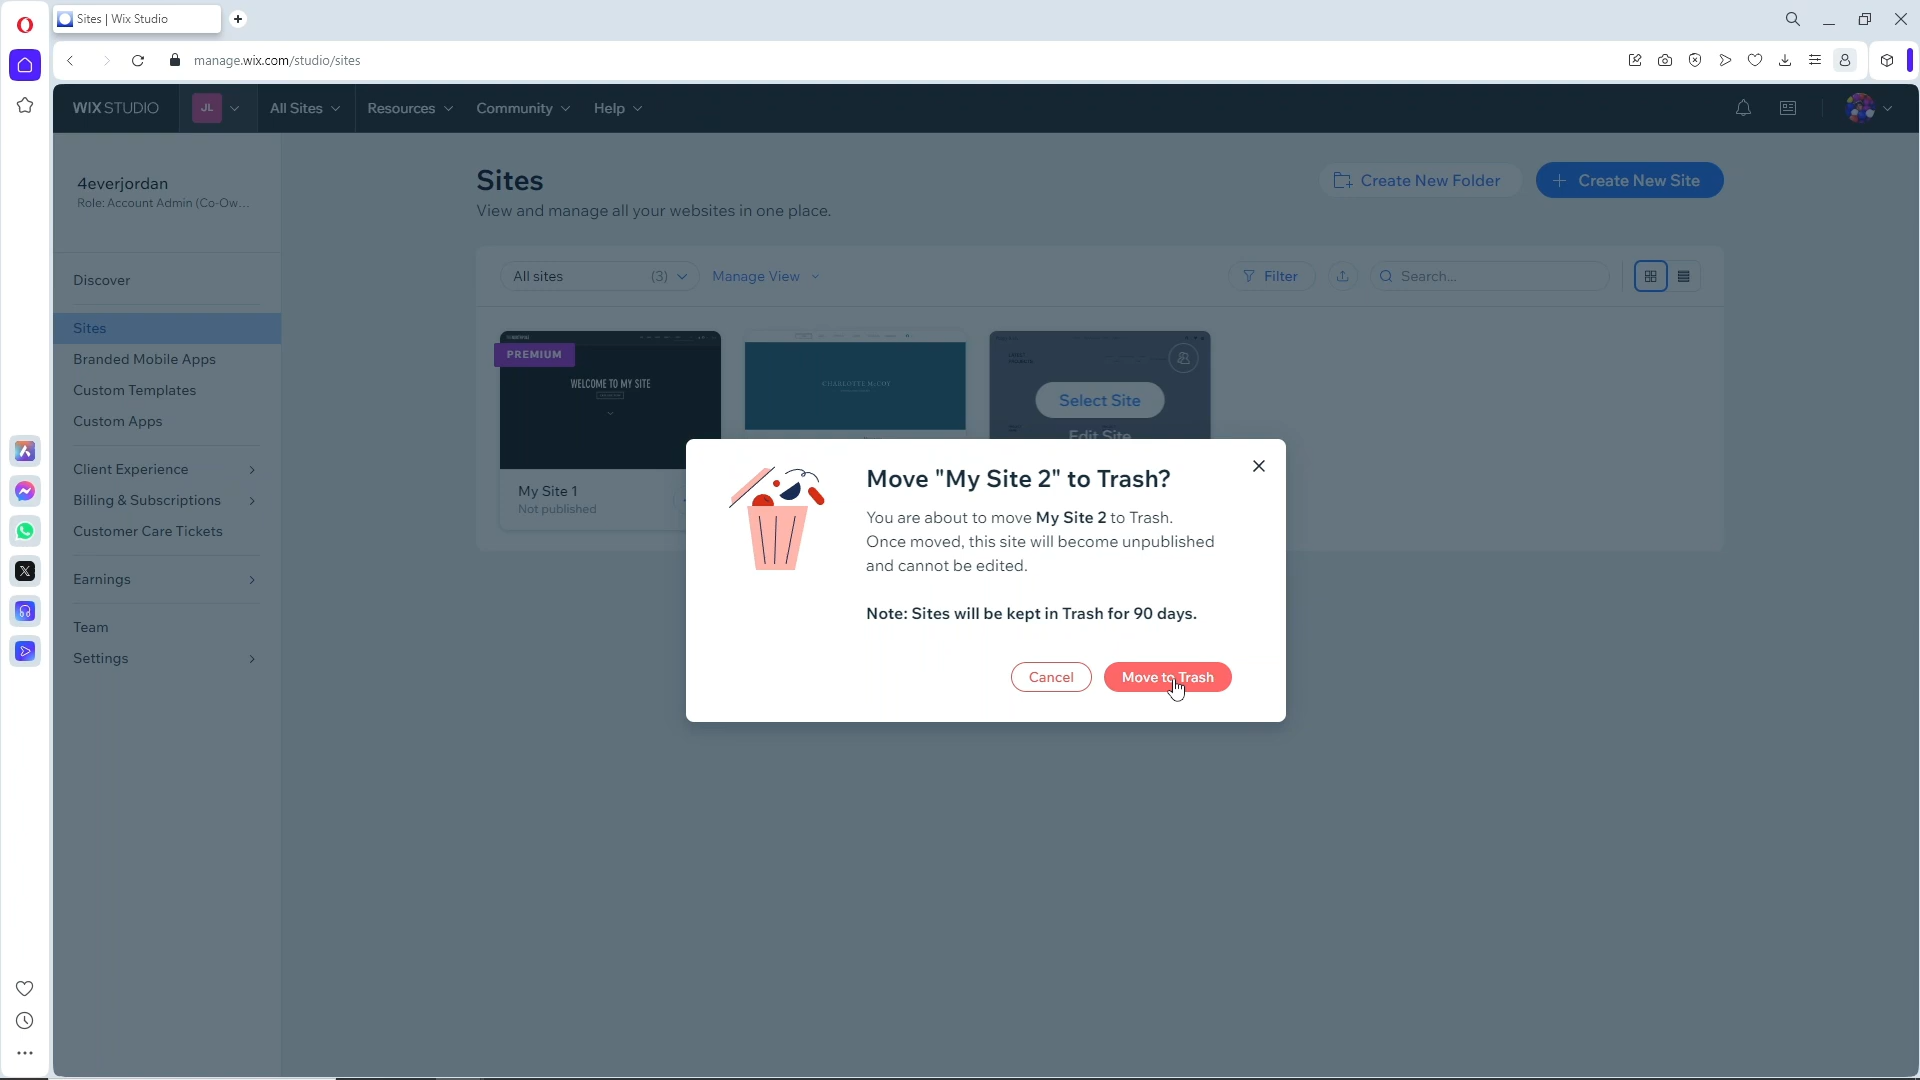 Sites | Wix Studio
manage.wix.com/studio/sites
WIX STUDIO
JL
All Sites
Resources
Community
Help
4everjordan
Role: Account Admin (Co-Ow...
Discover
Sites
Branded Mobile Apps
Custom Templates
Custom Apps
Client Experience
Billing & Subscriptions
Customer Care Tickets
Earnings
Team
Settings
Sites
View and manage all your websites in one place.
Create New Folder
Create New Site
All sites (3)
Manage View
Filter
Search...
PREMIUM
WELCOME TO MY SITE
My Site 1
Not published
CHARLOTTE McCOY
Select Site
Edit Site
Move "My Site 2" to Trash?
You are about to move My Site 2 to Trash.
Once moved, this site will become unpublished
and cannot be edited.
Note: Sites will be kept in Trash for 90 days.
Cancel
Move to Trash